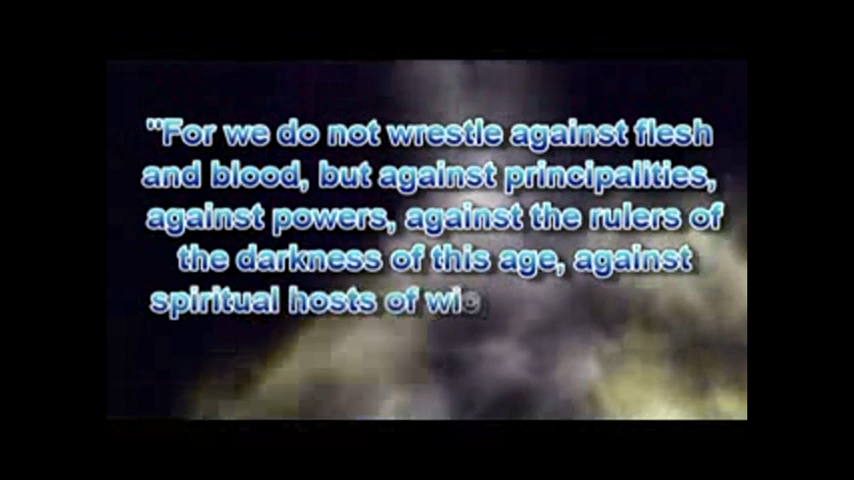 "For we do not wrestle against flesh
and blood, but against principalities,
against powers, against the rulers of
the darkness of this age, against
spiritual hosts of wi